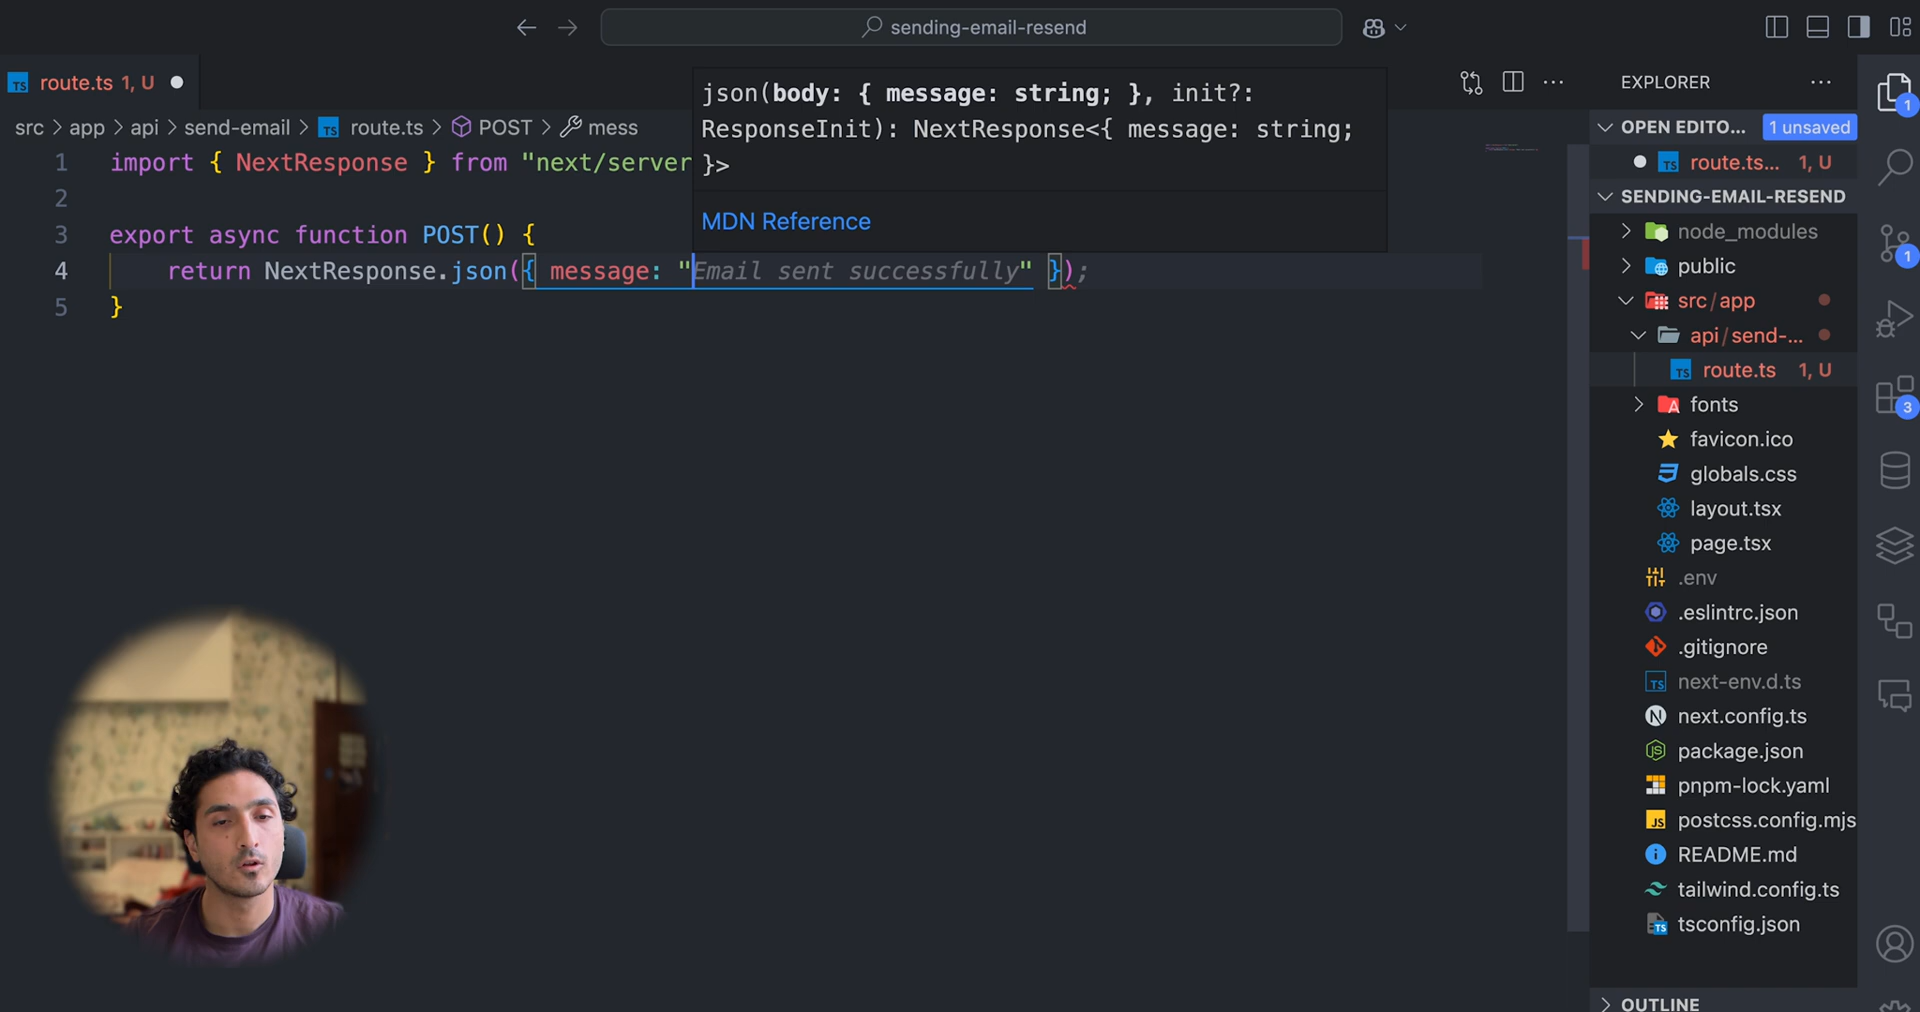 sending-email-resend
route.ts 1, U
src > app > api > send-email > route.ts > POST > mess
1 import { NextResponse } from "next/server
2
3 export async function POST() {
4 return NextResponse.json({ message: "Email sent successfully" });
5 }
json(body: { message: string; }, init?:
ResponseInit): NextResponse<{ message: string;
}>
MDN Reference
EXPLORER
OPEN EDITO... 1 unsaved
route.ts... 1, U
SENDING-EMAIL-RESEND
node_modules
public
src/app
api/send-...
route.ts 1, U
fonts
favicon.ico
globals.css
layout.tsx
page.tsx
.env
.eslintrc.json
.gitignore
next-env.d.ts
next.config.ts
package.json
pnpm-lock.yaml
postcss.config.mjs
README.md
tailwind.config.ts
tsconfig.json
OUTLINE
1
1
3